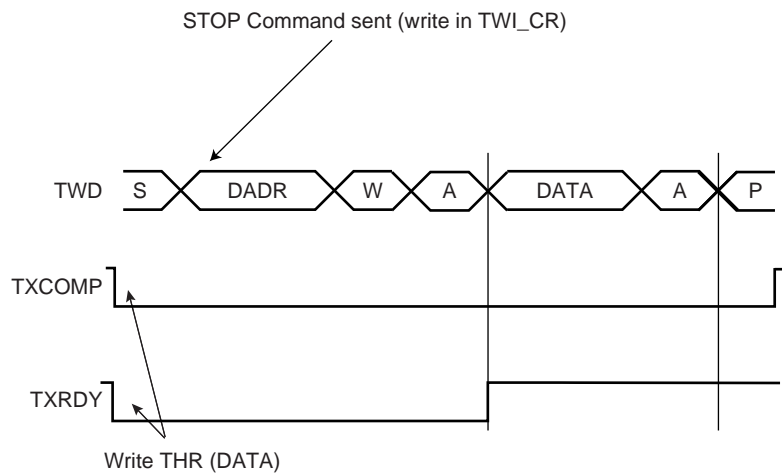 STOP Command sent (write in TWI_CR)
TWD S DADR W A DATA A P
TXCOMP
TXRDY
Write THR (DATA)